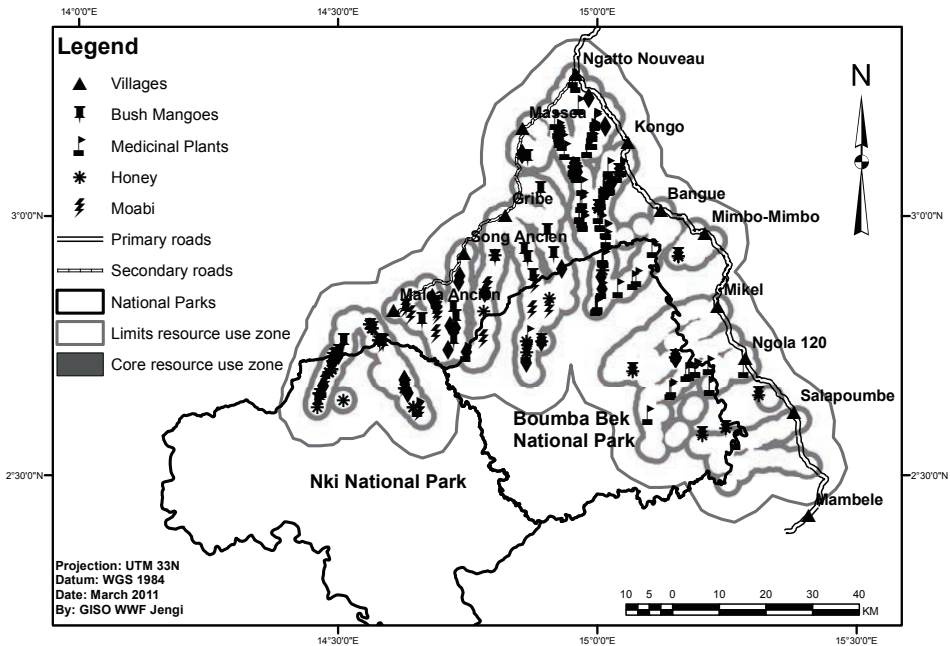 14°0'0"E
14°30'0"E
15°0'0"E
Legend
Villages
Bush Mangoes
Medicinal Plants
Honey
Moabi
Primary roads
Secondary roads
National Parks
Limits resource use zone
Core resource use zone
Ngatto Nouveau
N
Massea
Kongo
Bangue
Gribe
Mimbo-Mimbo
Song Ancien
Malea Ancien
Mikel
Ngola 120
Salapoumbe
Boumba Bek
National Park
Nki National Park
Mambele
3°0'0"N
3°0'0"N
2°30'0"N
2°30'0"N
Projection: UTM 33N
Datum: WGS 1984
Date: March 2011
By: GISO WWF Jengi
10 5 0 10 20 30 40
KM
14°30'0"E
15°0'0"E
15°30'0"E